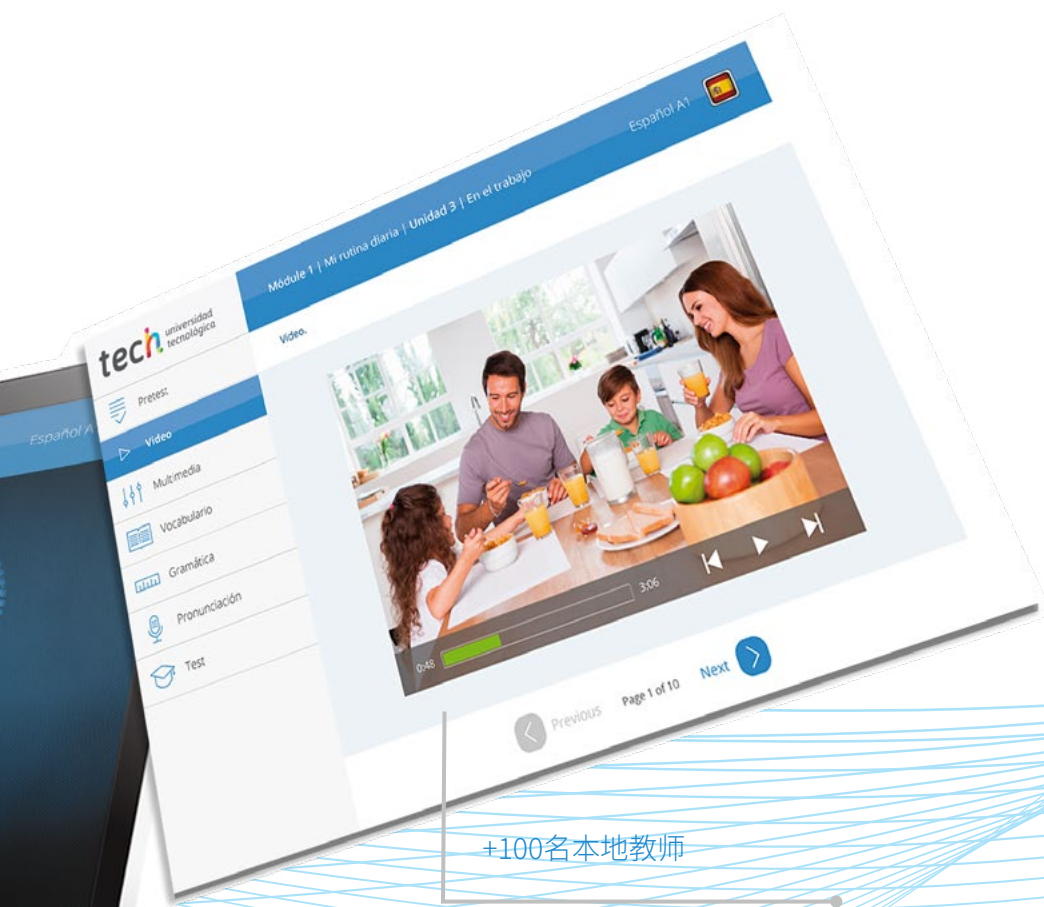 Español A1
Módule 1 | Mi rutina diaria | Unidad 3 | En el trabajo
tech universidad tecnológica
Video.
Pretest
Video
Multimedia
Vocabulario
Gramática
Pronunciación
Test
0:48
3:06
Previous
Page 1 of 10
Next
Español A
+100名本地教师